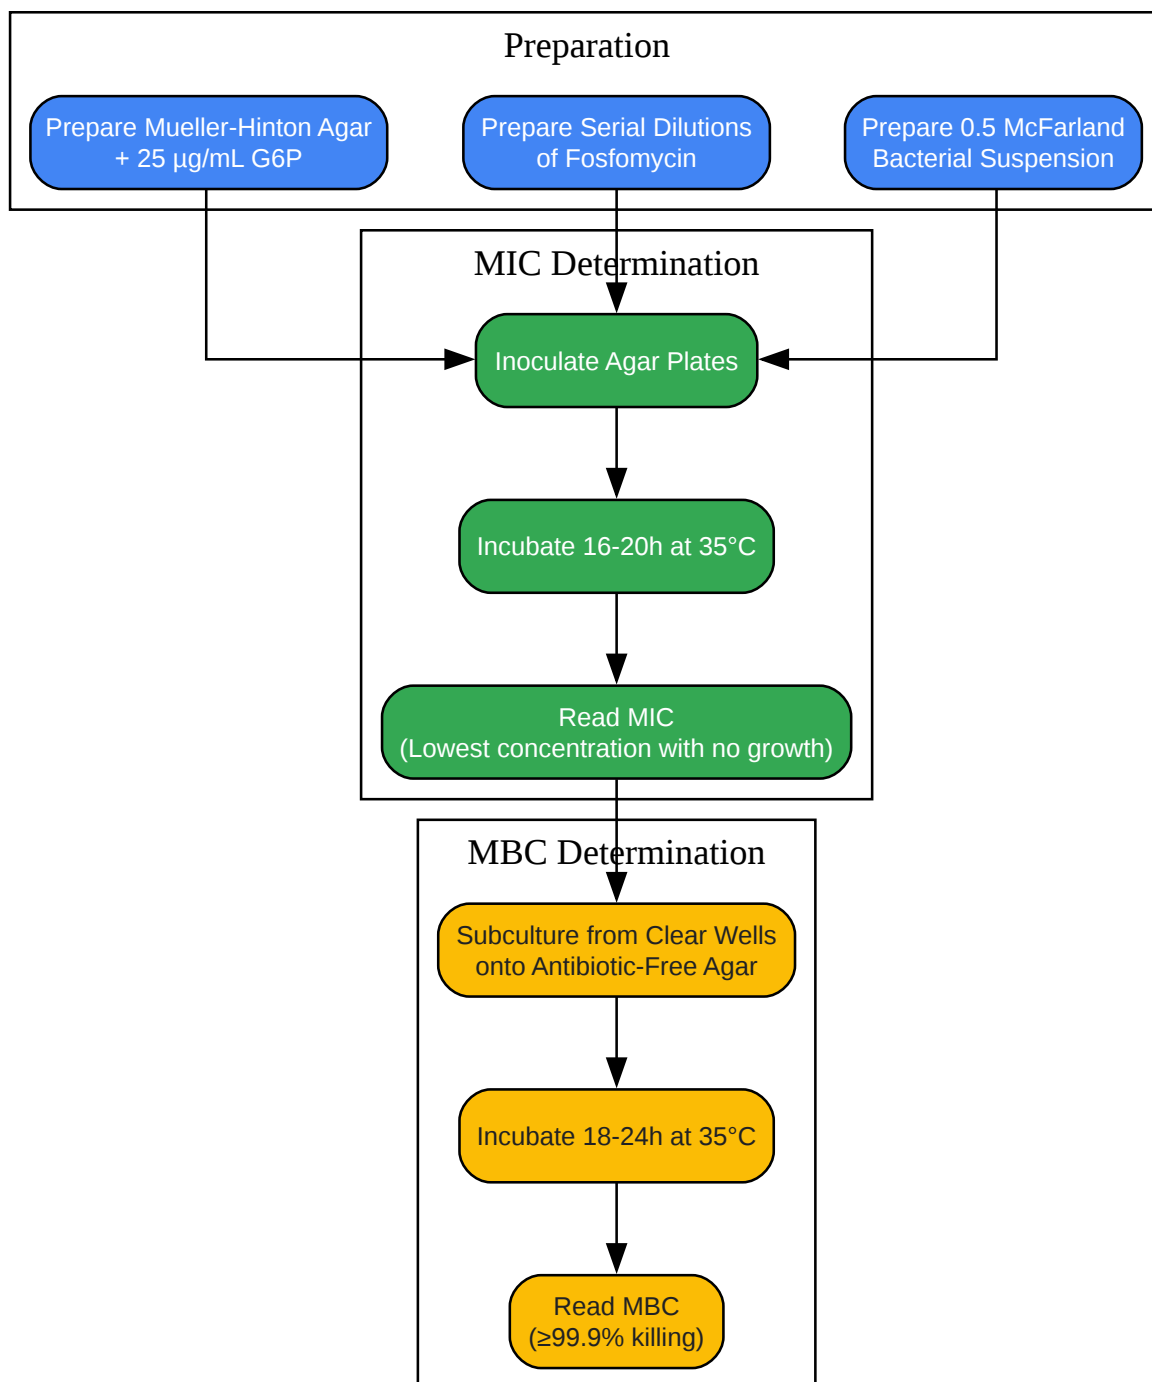 Preparation
Prepare Mueller-Hinton Agar
+ 25 µg/mL G6P
Prepare Serial Dilutions
of Fosfomycin
Prepare 0.5 McFarland
Bacterial Suspension
MIC Determination
Inoculate Agar Plates
Incubate 16-20h at 35°C
Read MIC
(Lowest concentration with no growth)
MBC Determination
Subculture from Clear Wells
onto Antibiotic-Free Agar
Incubate 18-24h at 35°C
Read MBC
(≥99.9% killing)